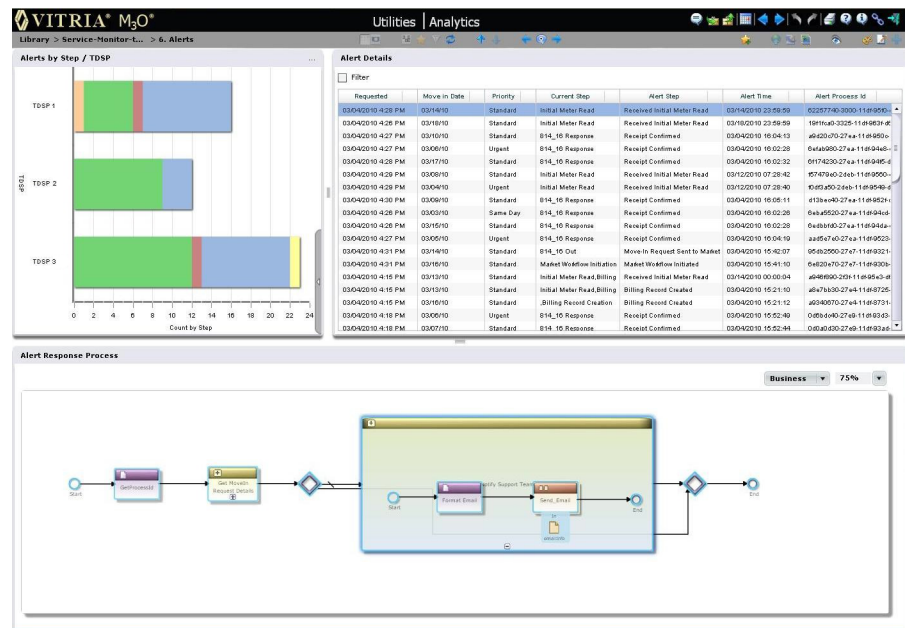 VITRIA® M₃O®
Utilities | Analytics
Library > Service-Monitor-t... > 6. Alerts
Alerts by Step / TDSP ...
TDSP 1
TDSP 2
TDSP 3
TDSP
0 2 4 6 8 10 12 14 16 18 20 22 24
Count by Step
Alert Details
Filter
Requested Move in Date Priority Current Step Alert Step Alert Time Alert Process Id
03/04/2010 4:28 PM 03/14/10 Standard Initial Meter Read Received Initial Meter Read 03/14/2010 23:59:59
03/04/2010 4:26 PM 03/18/10 Standard Initial Meter Read Received Initial Meter Read 03/18/2010 23:59:59
03/04/2010 4:27 PM 03/10/10 Standard 814_16 Response Receipt Confirmed 03/04/2010 16:04:13
03/04/2010 4:27 PM 03/06/10 Urgent 814_16 Response Receipt Confirmed 03/04/2010 16:02:28
03/04/2010 4:28 PM 03/17/10 Standard 814_16 Response Receipt Confirmed 03/04/2010 16:02:32
03/04/2010 4:29 PM 03/08/10 Standard Initial Meter Read Received Initial Meter Read 03/12/2010 07:28:42
03/04/2010 4:29 PM 03/04/10 Urgent Initial Meter Read Received Initial Meter Read 03/12/2010 07:28:40
03/04/2010 4:30 PM 03/09/10 Standard 814_16 Response Receipt Confirmed 03/04/2010 16:05:11
03/04/2010 4:26 PM 03/03/10 Same Day 814_16 Response Receipt Confirmed 03/04/2010 16:02:26
03/04/2010 4:26 PM 03/15/10 Standard 814_16 Response Receipt Confirmed 03/04/2010 16:02:28
03/04/2010 4:27 PM 03/06/10 Urgent 814_16 Response Receipt Confirmed 03/04/2010 16:04:19
03/04/2010 4:31 PM 03/14/10 Standard 814_16 Out Move-In Request Sent to Market 03/04/2010 15:42:07
03/04/2010 4:31 PM 03/16/10 Standard Market Workflow Initiation Market Workflow Initiated 03/04/2010 15:41:10
03/04/2010 4:15 PM 03/13/10 Standard Initial Meter Read,Billing Received Initial Meter Read 03/14/2010 00:00:04
03/04/2010 4:15 PM 03/13/10 Standard Initial Meter Read,Billing Billing Record Created 03/04/2010 15:21:10
03/04/2010 4:15 PM 03/16/10 Standard ,Billing Record Creation Billing Record Created 03/04/2010 15:21:12
03/04/2010 4:18 PM 03/06/10 Urgent 814_16 Response Receipt Confirmed 03/04/2010 15:52:49
03/04/2010 4:18 PM 03/07/10 Standard 814_16 Response Receipt Confirmed 03/04/2010 15:52:44
Alert Response Process
Business 75%
Start
GetProcessId
Get MoveIn
Request Details
Support Team
Start
Format Email
Send_Email
End
End